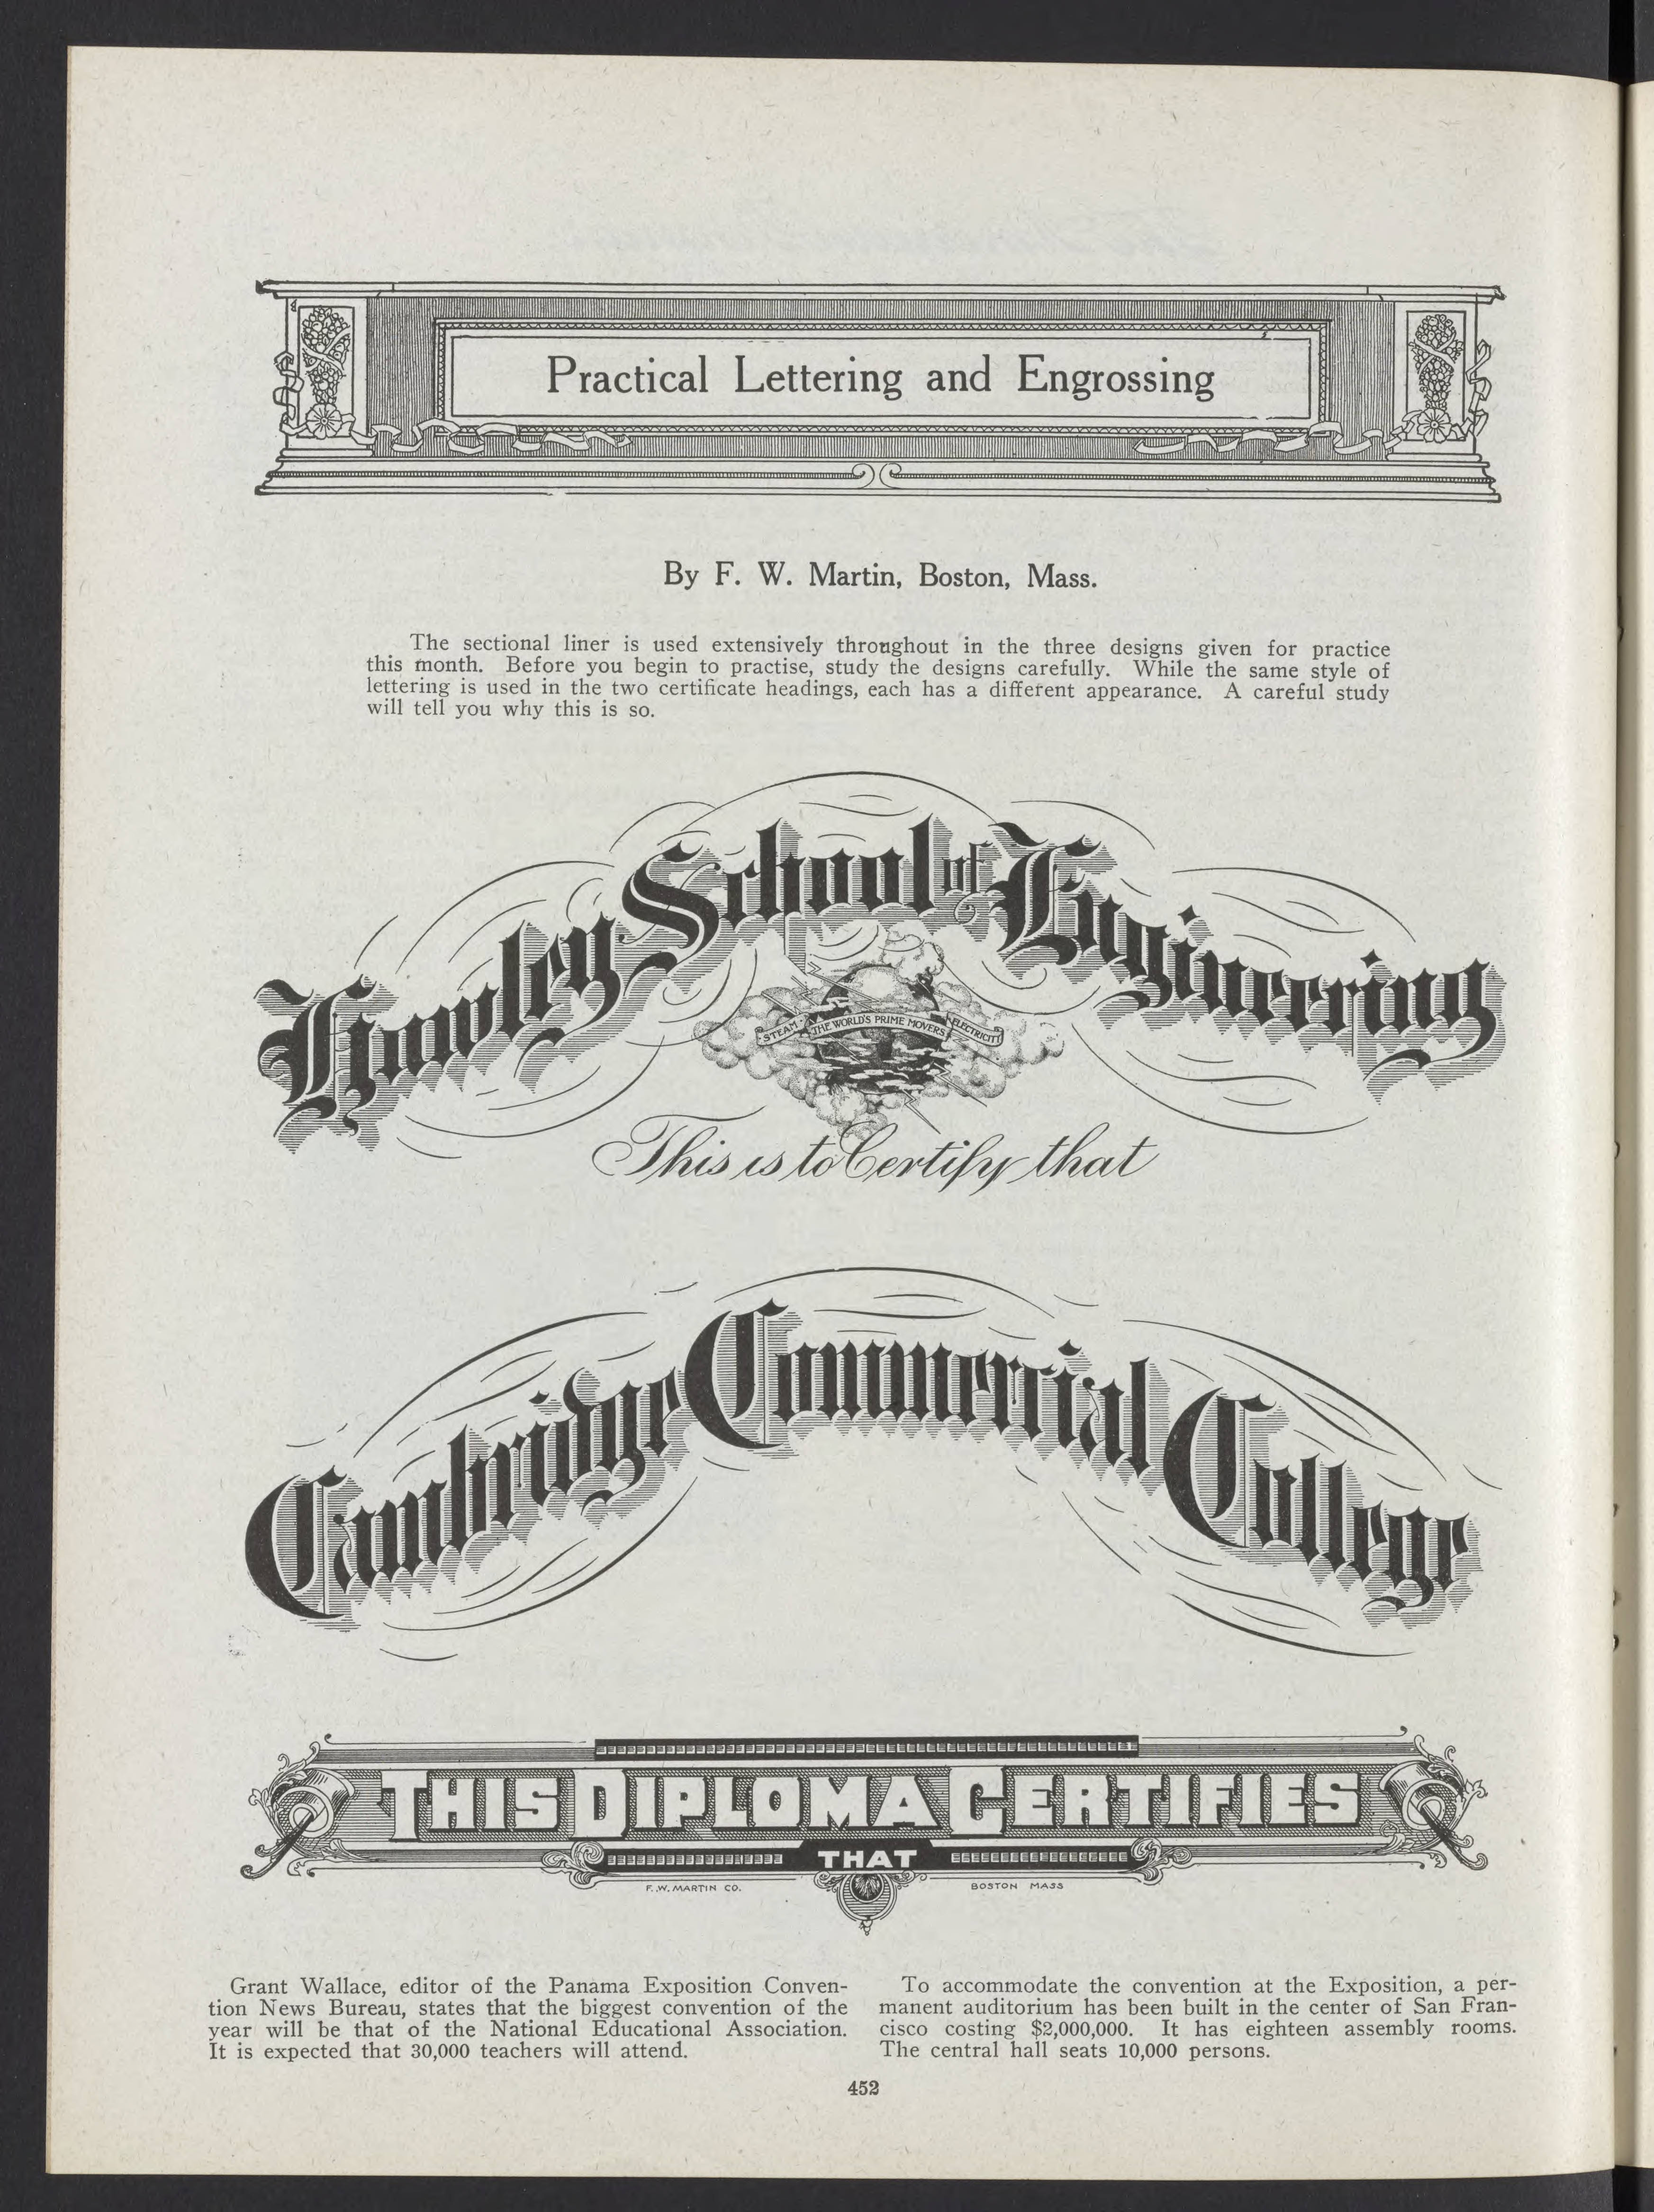 Practical Lettering and Engrossing
By F. W. Martin, Boston, Mass.
The sectional liner is used extensively throughout in the three designs given for practice
this month. Before you begin to practise, study the designs carefully. While the same style of
lettering is used in the two certificate headings, each has a different appearance. A careful study
will tell you why this is so.
Hawley School of Engineering
STEAM - THE WORLD'S PRIME MOVERS ELECTRICITY
This is to Certify that
Cambridge Commercial College
THIS DIPLOMA CERTIFIES
THAT
F. W. MARTIN CO. BOSTON MASS
Grant Wallace, editor of the Panama Exposition Conven-
tion News Bureau, states that the biggest convention of the
year will be that of the National Educational Association.
It is expected that 30,000 teachers will attend.
To accommodate the convention at the Exposition, a per-
manent auditorium has been built in the center of San Fran-
cisco costing $2,000,000. It has eighteen assembly rooms.
The central hall seats 10,000 persons.
452